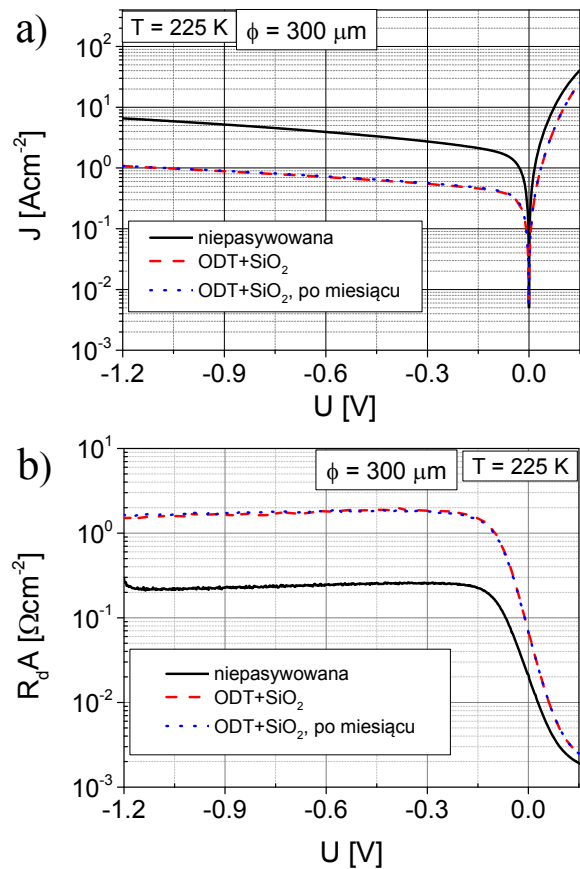 a)
T = 225 K
ϕ = 300 μm
10²
10¹
10⁰
10⁻¹
10⁻²
10⁻³
J [Acm⁻²]
niepasywowana
ODT+SiO₂
ODT+SiO₂, po miesiącu
-1.2 -0.9 -0.6 -0.3 0.0
U [V]
b)
ϕ = 300 μm
T = 225 K
10¹
10⁰
10⁻¹
10⁻²
10⁻³
R_dA [Ωcm⁻²]
niepasywowana
ODT+SiO₂
ODT+SiO₂, po miesiącu
-1.2 -0.9 -0.6 -0.3 0.0
U [V]